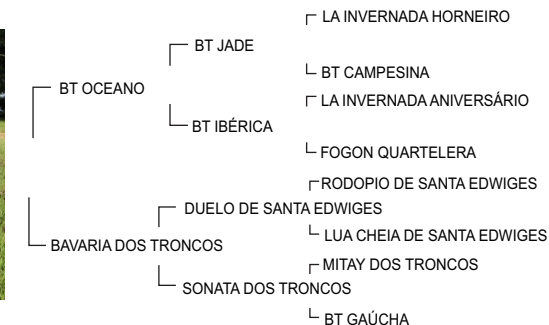 LA INVERNADA HORNEIRO
BT JADE
BT CAMPESINA
BT OCEANO
LA INVERNADA ANIVERSÁRIO
BT IBÉRICA
FOGON QUARTELERA
RODOPIO DE SANTA EDWIGES
DUELO DE SANTA EDWIGES
LUA CHEIA DE SANTA EDWIGES
BAVARIA DOS TRONCOS
MITAY DOS TRONCOS
SONATA DOS TRONCOS
BT GAÚCHA